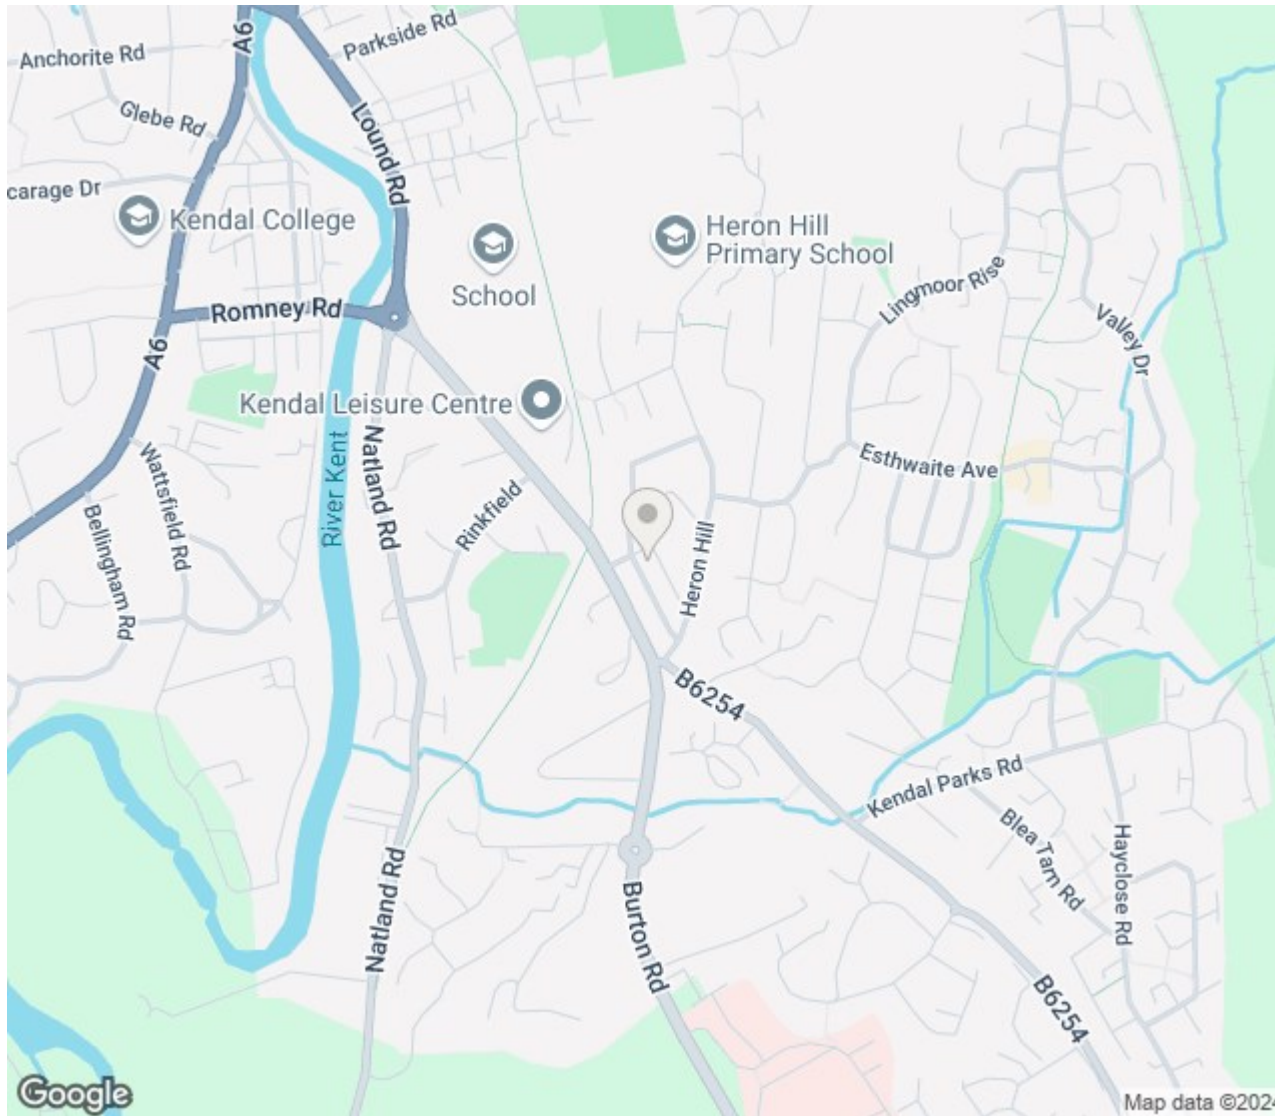 Parkside Rd
A6
Anchorite Rd
Glebe Rd
Lound Rd
carage Dr
Kendal College
Heron Hill
Primary School
School
Lingmoor Rise
Romney Rd
Valley Dr
A6
Kendal Leisure Centre
Natland Rd
River Kent
Wattsfield Rd
Esthwaite Ave
Rinkfield
Bellingham Rd
Heron Hill
B6254
Kendal Parks Rd
Blea Tarn Rd
Hayclose Rd
Natland Rd
Burton Rd
B6254
Google
Map data ©2024